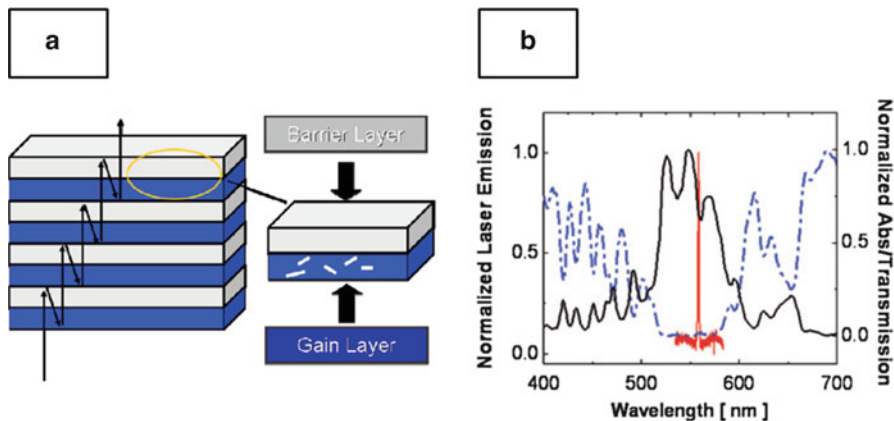 a
Barrier Layer
Gain Layer
b
Normalized Laser Emission
1.0
0.5
0.0
400
500
600
700
Wavelength [ nm ]
1.0
0.5
0.0
Normalized Abs/Transmission